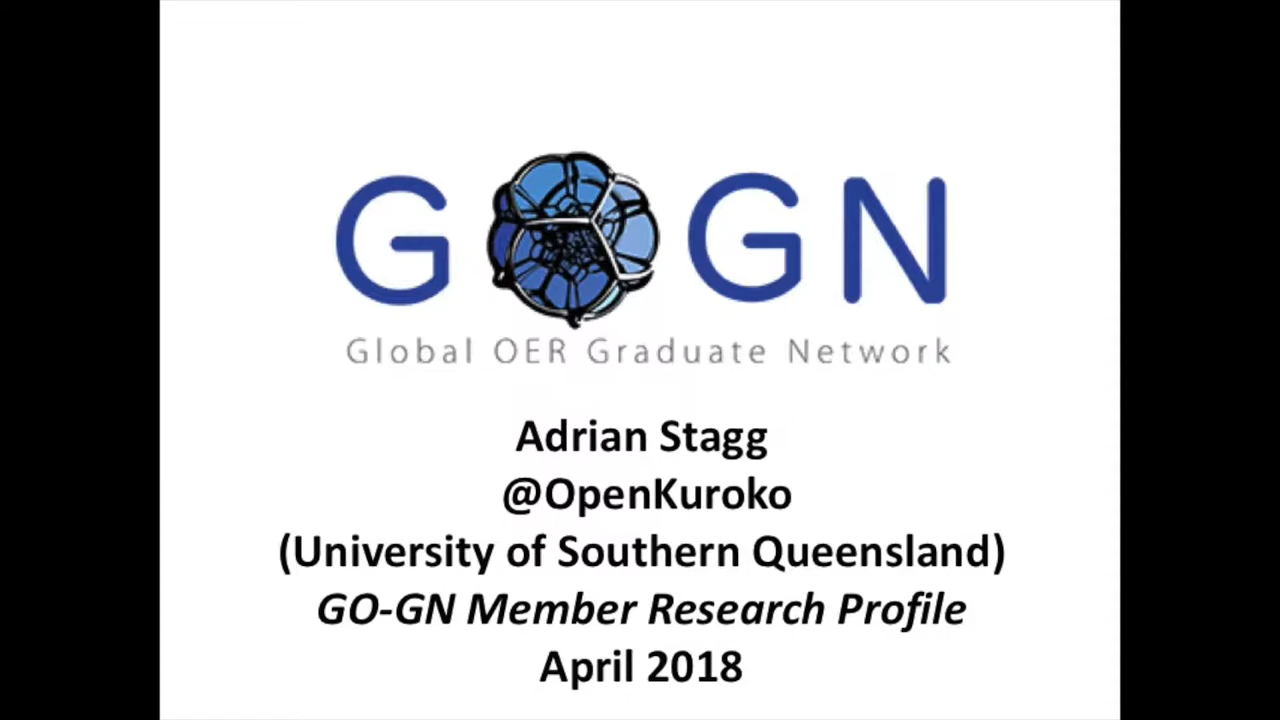 GOGN
Global OER Graduate Network
Adrian Stagg
@OpenKuroko
(University of Southern Queensland)
GO-GN Member Research Profile
April 2018